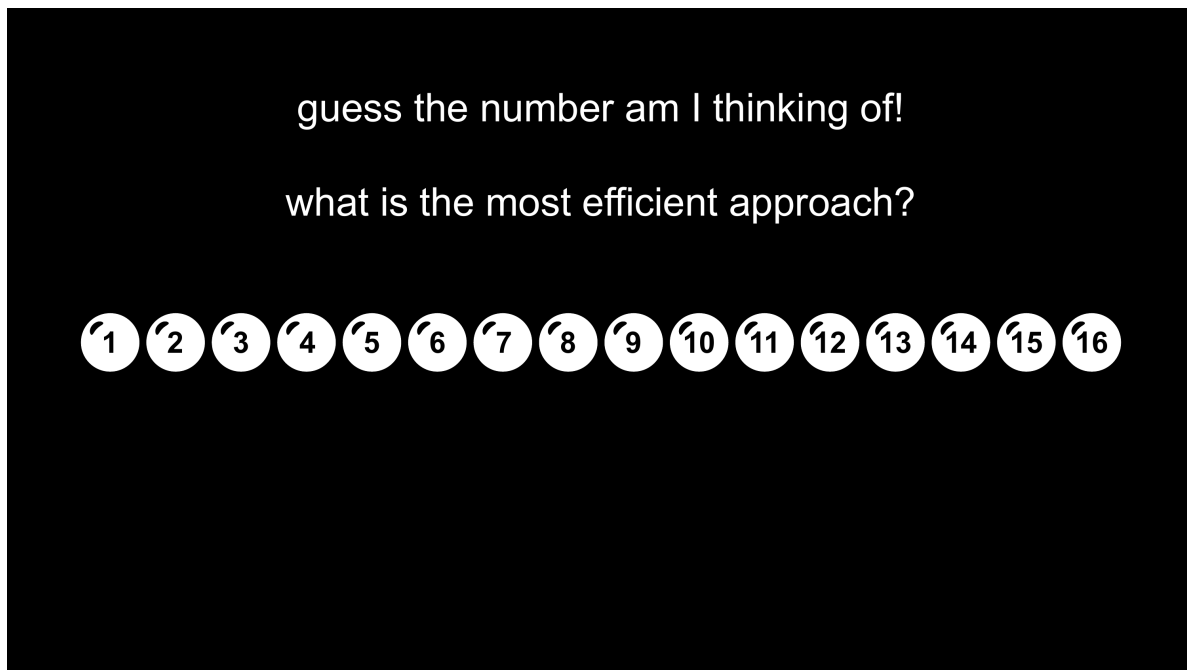 guess the number am I thinking of!
what is the most efficient approach?
1 2 3 4 5 6 7 8 9 10 11 12 13 14 15 16